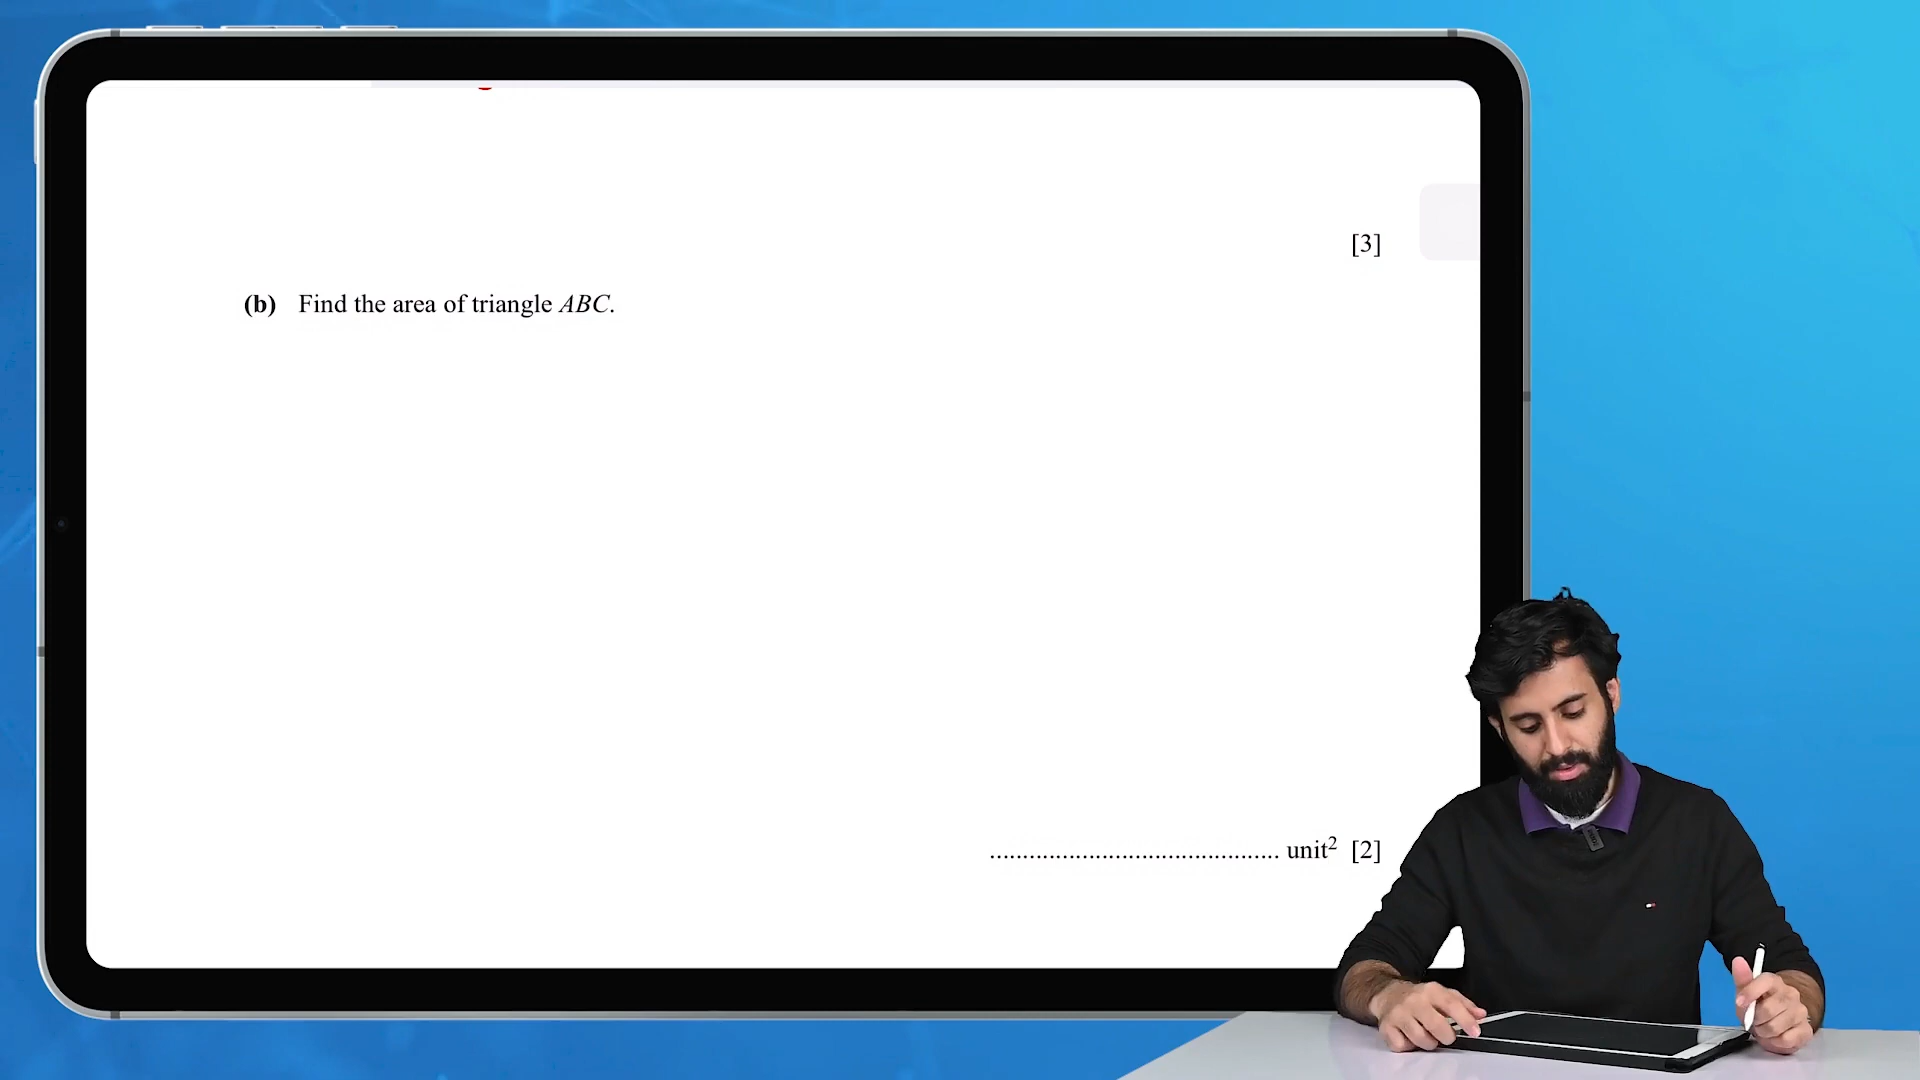 [3]
(b) Find the area of triangle ABC.
............................................ unit² [2]